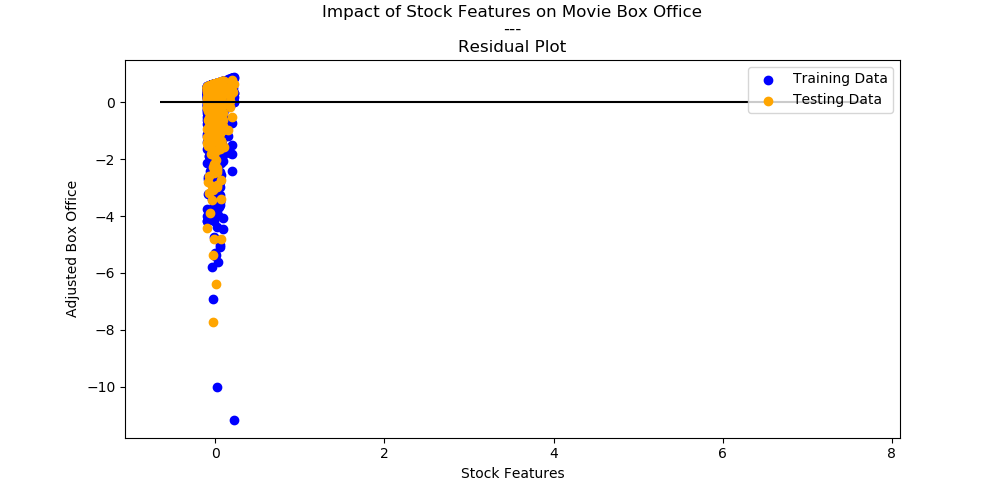 Impact of Stock Features on Movie Box Office
---
Residual Plot
Training Data
Testing Data
Adjusted Box Office
0
−2
−4
−6
−8
−10
0 2 4 6 8
Stock Features